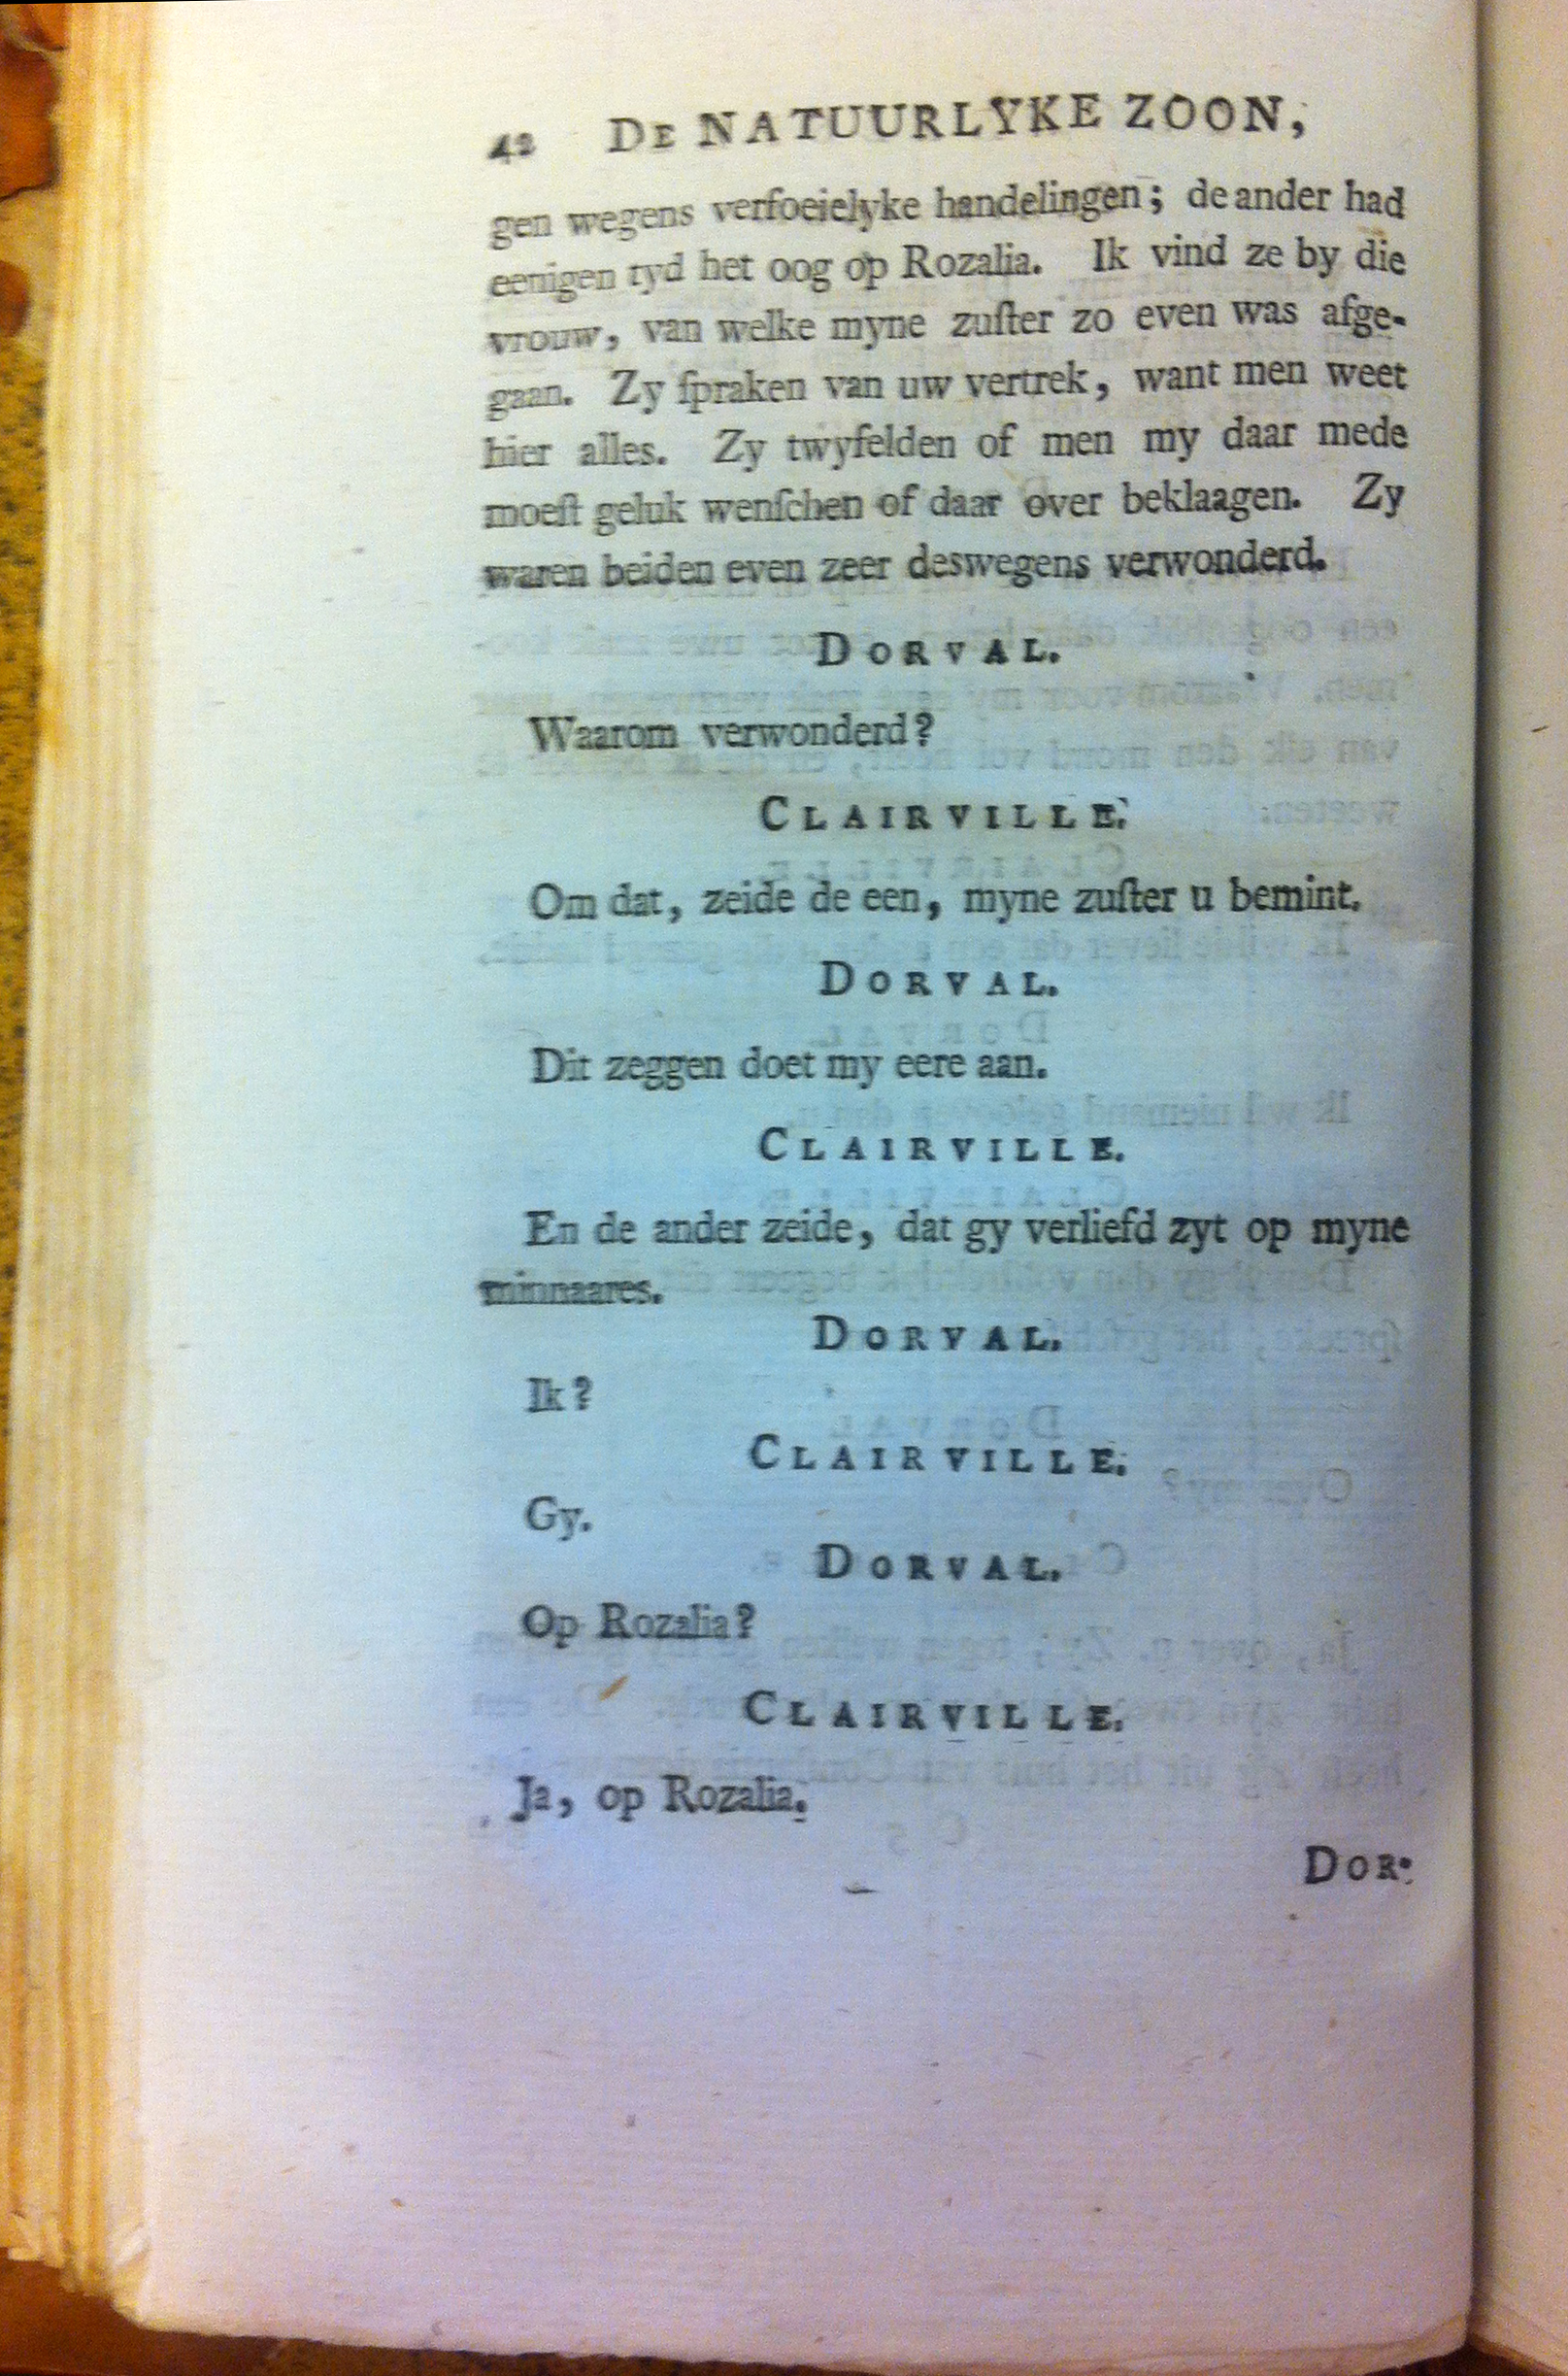 42 DE NATUURLYKE ZOON,
gen wegens verfoeielyke handelingen; de ander had
eenigen tyd het oog op Rozalia. Ik vind ze by die
vrouw, van welke myne zuſter zo even was afge-
gaan. Zy ſpraken van uw vertrek, want men weet
hier alles. Zy twyfelden of men my daar mede
moeſt geluk wenſchen of daar over beklaagen. Zy
waren beiden even zeer deswegens verwonderd.
DORVAL.
Waarom verwonderd?
CLAIRVILLE.
Om dat, zeide de een, myne zuſter u bemint.
DORVAL.
Dit zeggen doet my eere aan.
CLAIRVILLE.
En de ander zeide, dat gy verliefd zyt op myne
minnaares.
DORVAL.
Ik?
CLAIRVILLE.
Gy.
DORVAL.
Op Rozalia?
CLAIRVILLE.
Ja, op Rozalia.
DOR-